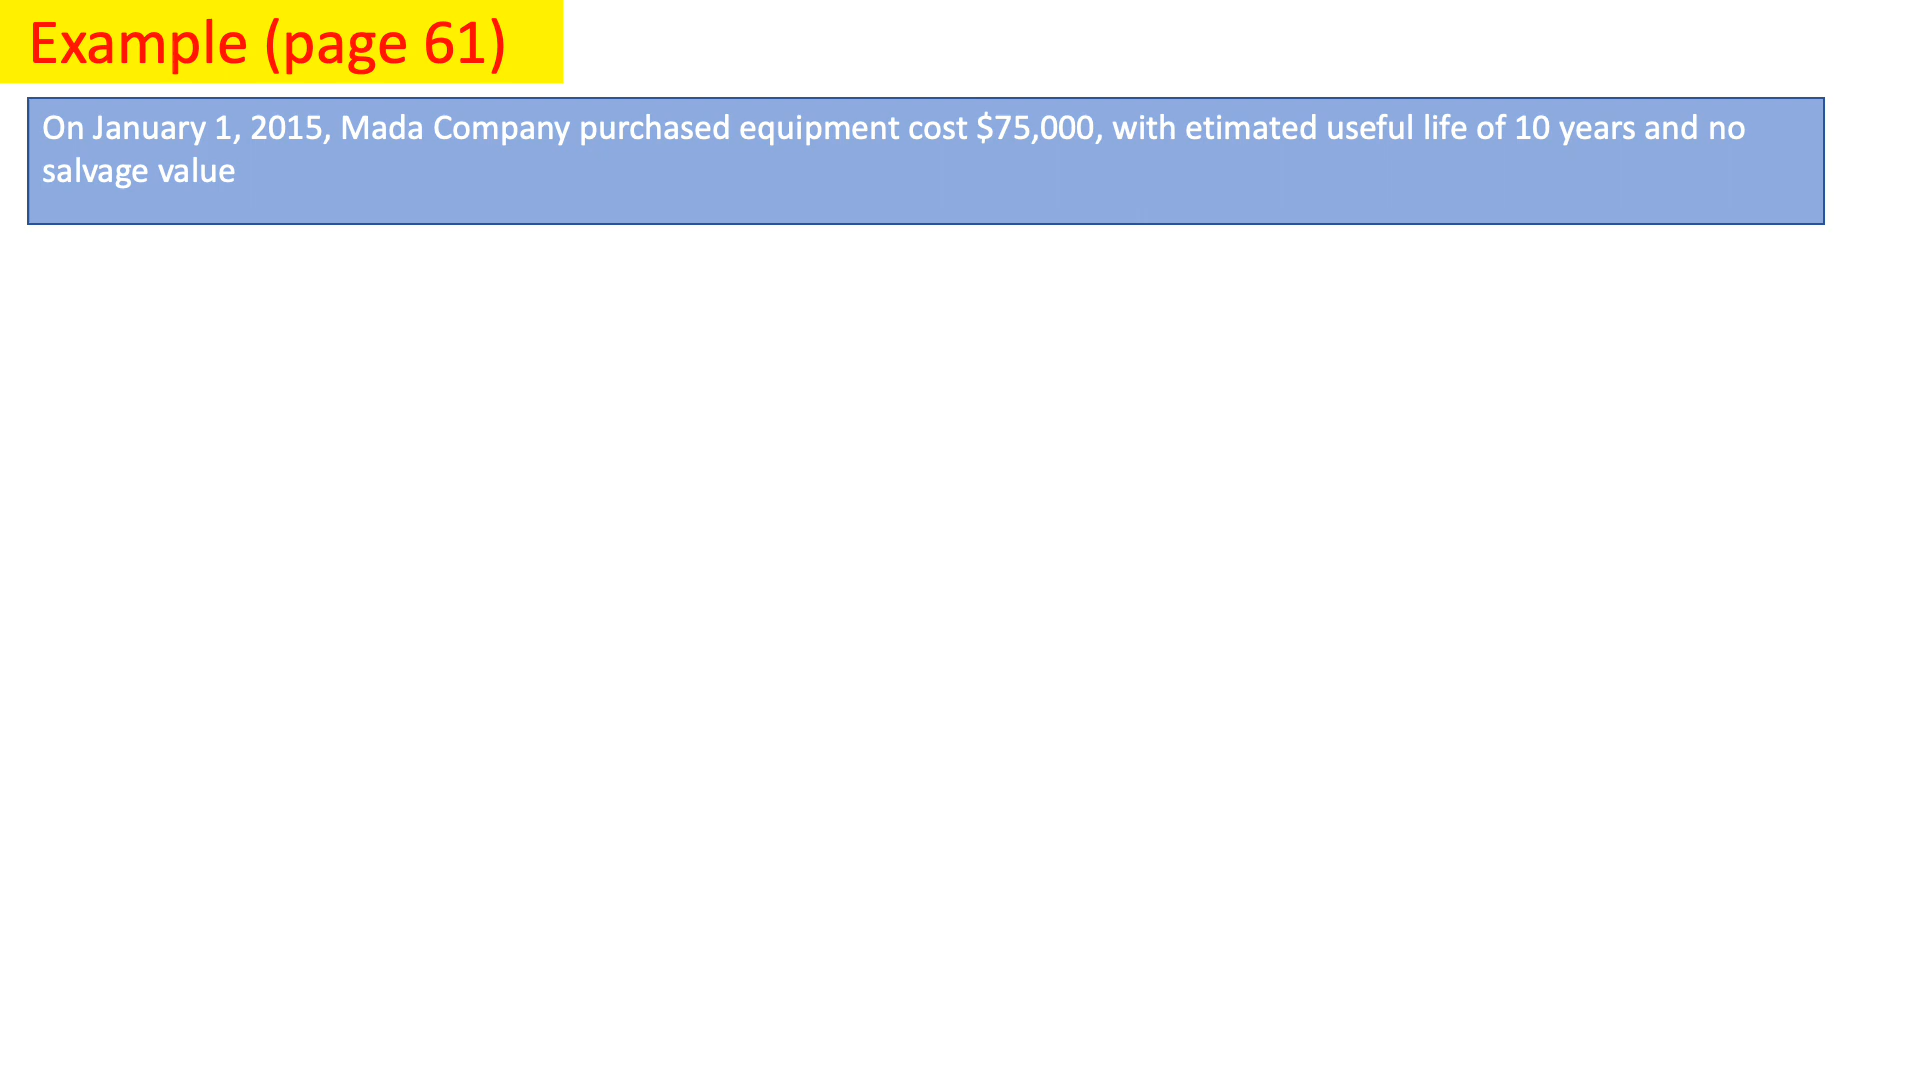 Example (page 61)
On January 1, 2015, Mada Company purchased equipment cost $75,000, with etimated useful life of 10 years and no
salvage value